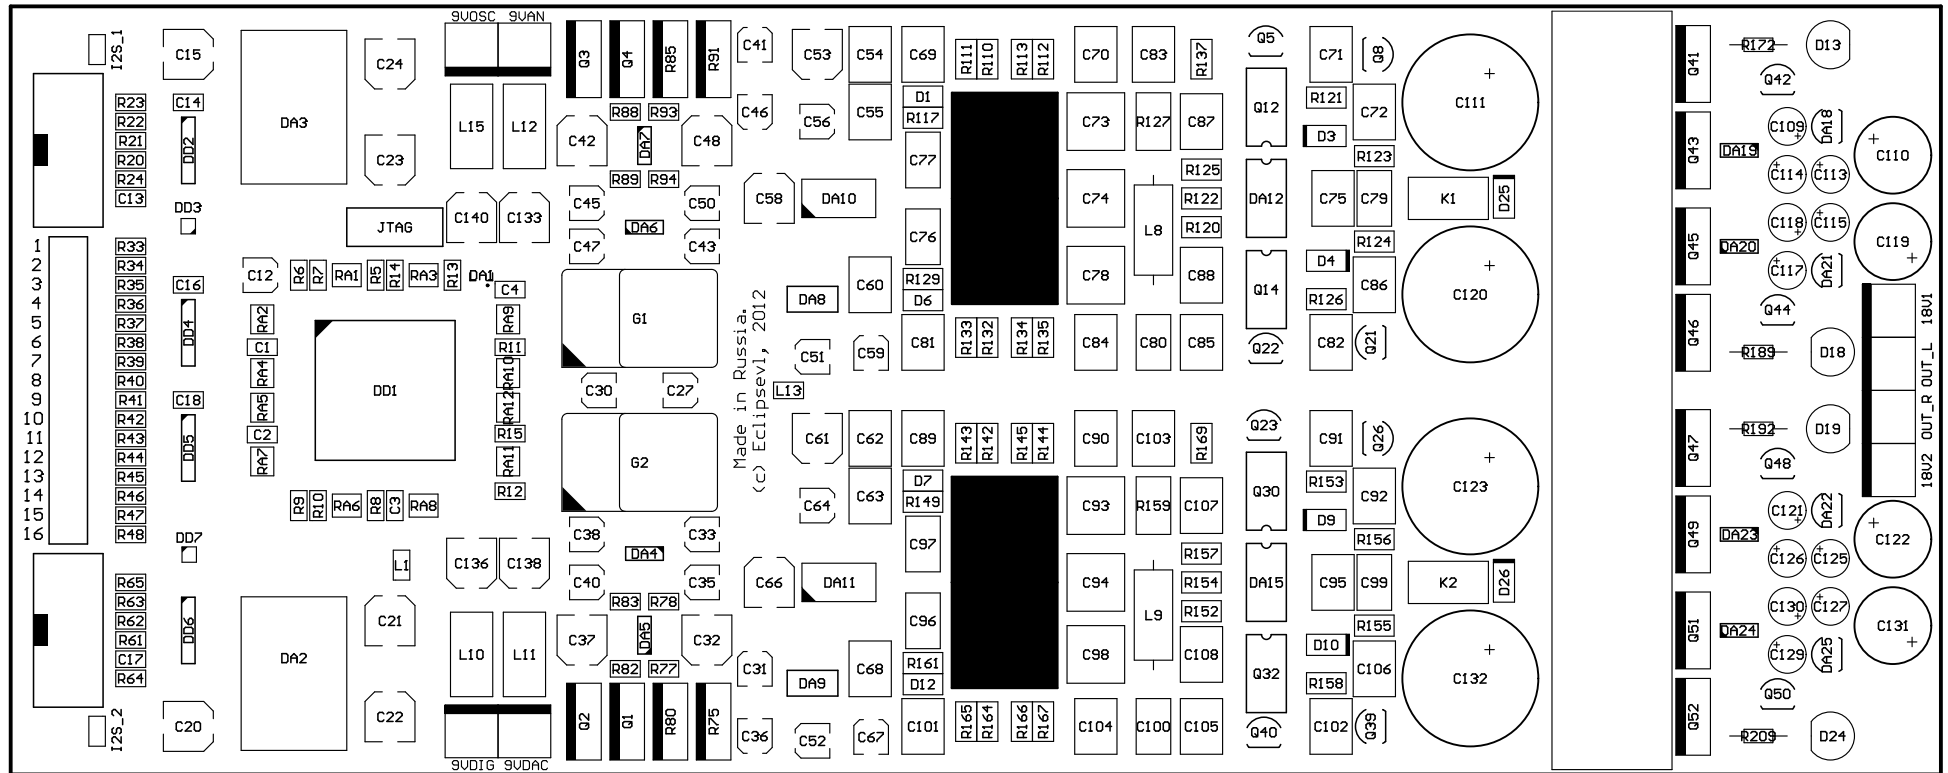 I2S_1
C15
R23
R22
R21
R20
R24
C13
C14
DD2
DD3
DA3
C24
C23
9VOSC 9VAN
L15
L12
JTAG
C140
C133
Q3
Q4
R85
R91
R88
R93
C42
DA7
C48
R89
R94
C45
C50
DA6
C47
C43
C41
C46
C53
C56
C58
DA10
C54
C55
C69
D1
R117
C77
C76
R129
D6
C60
DA8
C81
C51
C59
L13
R111
R110
R113
R112
R133
R132
R134
R135
C70
C83
R137
C73
R127
C87
R125
C74
R122
R120
L8
C78
C88
C84
C80
C85
Q5
Q12
DA12
Q14
Q22
C71
Q8
R121
C72
D3
R123
C75
C79
R124
D4
C86
R126
C82
Q21
C111
K1
D25
C120
Q41
R172
D13
Q42
Q43
C109
DA18
DA19
C114
C113
C110
Q45
C118
C115
DA20
C117
DA21
C119
Q46
Q44
R189
D18
18V2 OUT_R OUT_L 18V1
1
2
3
4
5
6
7
8
9
10
11
12
13
14
15
16
R33
R34
R35
R36
R37
R38
R39
R40
R41
R42
R43
R44
R45
R46
R47
R48
C16
DD4
C18
DD5
DD7
C12
R6
R7
RA1
R5
R14
RA3
R13
DA1
C4
RA2
C1
RA4
RA5
C2
RA7
DD1
RA9
R11
RA10
RA12
R15
RA11
R12
R9
R10
RA6
R8
C3
RA8
G1
C30
C27
G2
Made in Russia.
(c) Eclipsevl, 2012
R65
R63
R62
R61
C17
R64
DD6
I2S_2
C20
DA2
L1
C21
C22
C136
C138
L10
L11
9VDIG 9VDAC
C38
C33
DA4
C40
C35
R83
R78
C37
DA5
C32
R82
R77
Q2
Q1
R80
R75
C31
C36
C61
C64
C66
DA11
C62
C63
C89
D7
R149
C97
C96
R161
D12
C68
DA9
C101
C52
C67
R143
R142
R145
R144
R165
R164
R166
R167
C90
C103
R169
C93
R159
C107
R157
C94
R154
R152
L9
C98
C108
C104
C100
C105
Q23
Q30
DA15
Q32
Q40
C91
Q26
R153
C92
D9
R156
C95
C99
R155
D10
C106
R158
C102
Q39
C123
K2
D26
C132
Q47
R192
D19
Q48
Q49
C121
DA22
DA23
C126
C125
C122
Q51
C130
C127
DA24
C129
DA25
C131
Q52
Q50
R209
D24